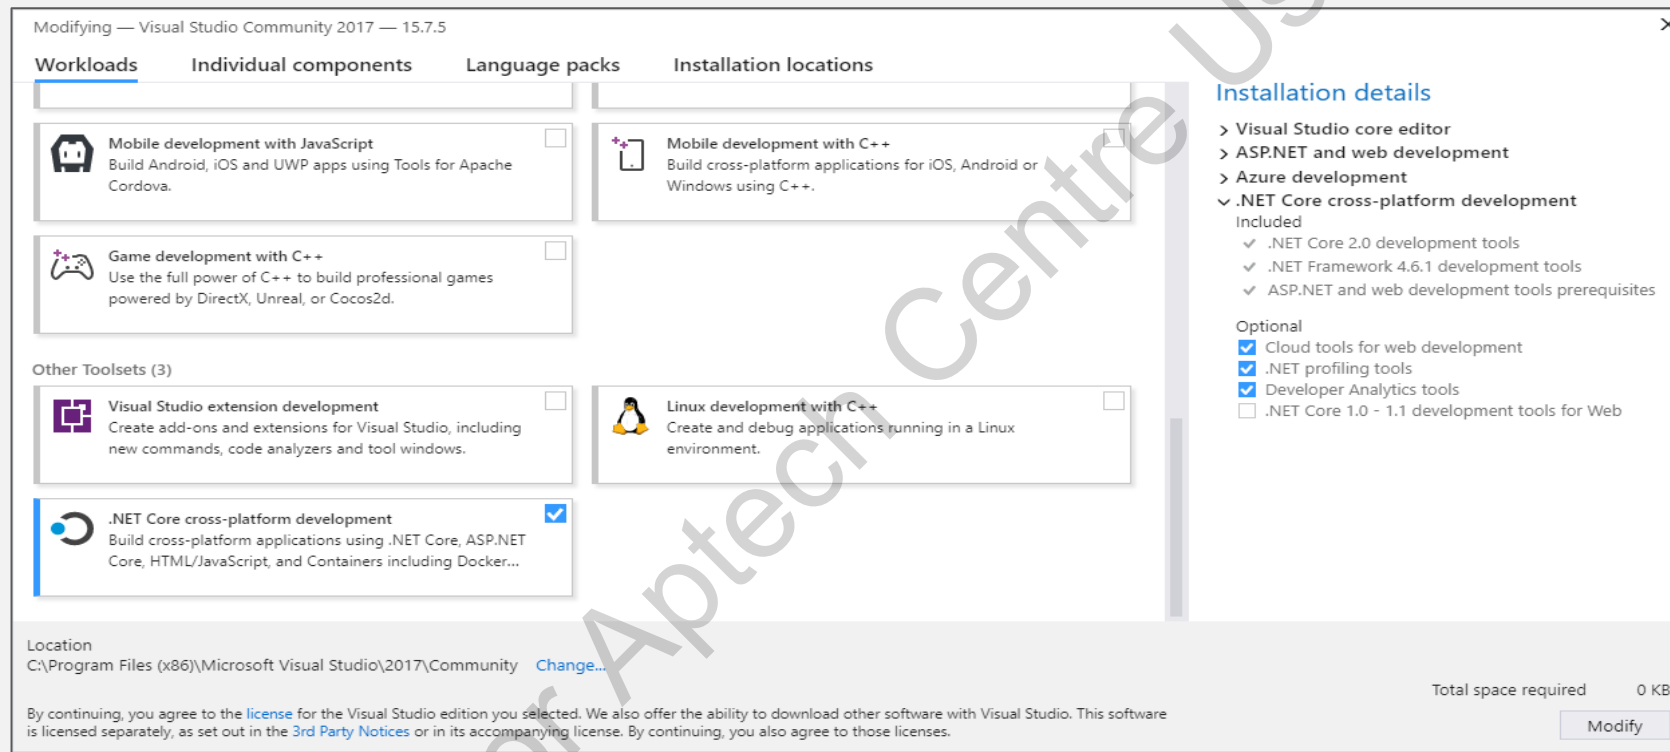 Modifying — Visual Studio Community 2017 — 15.7.5
Workloads
Individual components
Language packs
Installation locations
Mobile development with JavaScript
Build Android, iOS and UWP apps using Tools for Apache
Cordova.
Mobile development with C++
Build cross-platform applications for iOS, Android or
Windows using C++.
Game development with C++
Use the full power of C++ to build professional games
powered by DirectX, Unreal, or Cocos2d.
Other Toolsets (3)
Visual Studio extension development
Create add-ons and extensions for Visual Studio, including
new commands, code analyzers and tool windows.
Linux development with C++
Create and debug applications running in a Linux
environment.
.NET Core cross-platform development
Build cross-platform applications using .NET Core, ASP.NET
Core, HTML/JavaScript, and Containers including Docker...
Installation details
Visual Studio core editor
ASP.NET and web development
Azure development
.NET Core cross-platform development
Included
.NET Core 2.0 development tools
.NET Framework 4.6.1 development tools
ASP.NET and web development tools prerequisites
Optional
Cloud tools for web development
.NET profiling tools
Developer Analytics tools
.NET Core 1.0 - 1.1 development tools for Web
Location
C:\Program Files (x86)\Microsoft Visual Studio\2017\Community Change...
Total space required 0 KB
By continuing, you agree to the license for the Visual Studio edition you selected. We also offer the ability to download other software with Visual Studio. This software
is licensed separately, as set out in the 3rd Party Notices or in its accompanying license. By continuing, you also agree to those licenses.
Modify
Aptech Centre